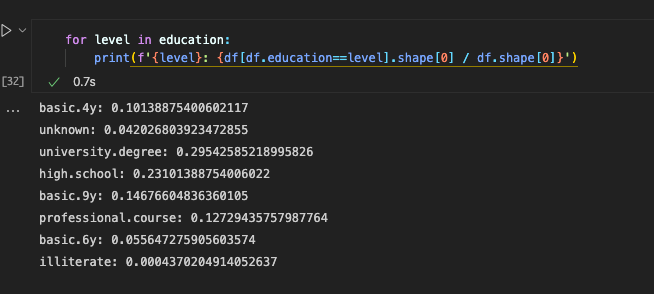 for level in education:
print(f'{level}: {df[df.education==level].shape[0] / df.shape[0]}')
[32]
0.7s
...
basic.4y: 0.10138875406002117
unknown: 0.042026803923472855
university.degree: 0.29542585218995826
high.school: 0.23101388754006022
basic.9y: 0.14676604836360105
professional.course: 0.12729435757987764
basic.6y: 0.055647275905603574
illiterate: 0.0004370204914052637